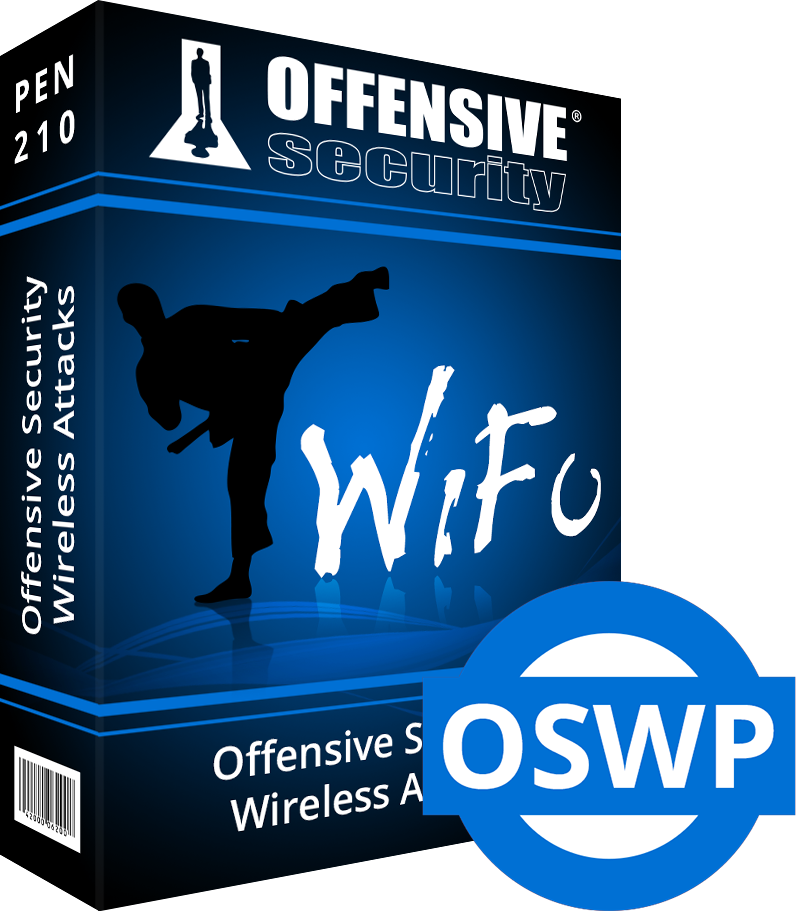 PEN
210
OFFENSIVE®
security
Offensive Security
Wireless Attacks
WiFu
Offensive S
Wireless A
OSWP